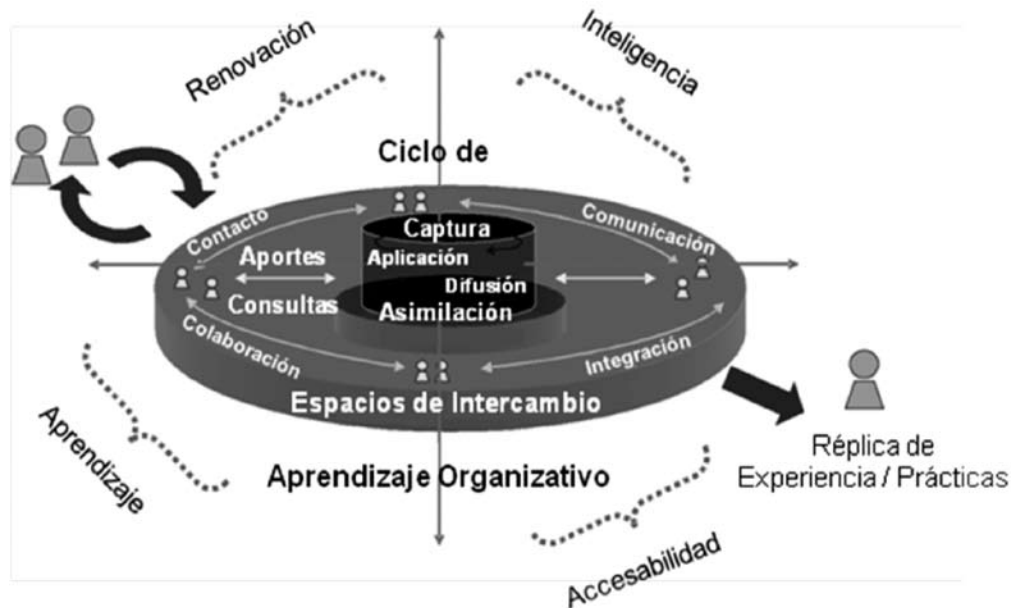 Renovación
Inteligencia
Ciclo de
Contacto
Captura
Comunicación
Aportes
Aplicación
Difusión
Consultas
Asimilación
Colaboración
Integración
Espacios de Intercambio
Aprendizaje
Aprendizaje Organizativo
Réplica de
Experiencia / Prácticas
Accesabilidad